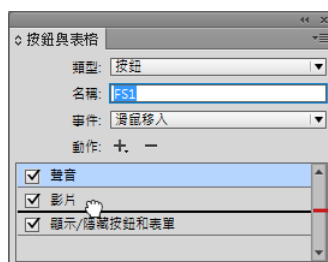 按鈕與表格
類型: 按鈕
名稱: FS1
事件: 滑鼠移入
動作:
聲音
影片
顯示/隱藏按鈕和表單